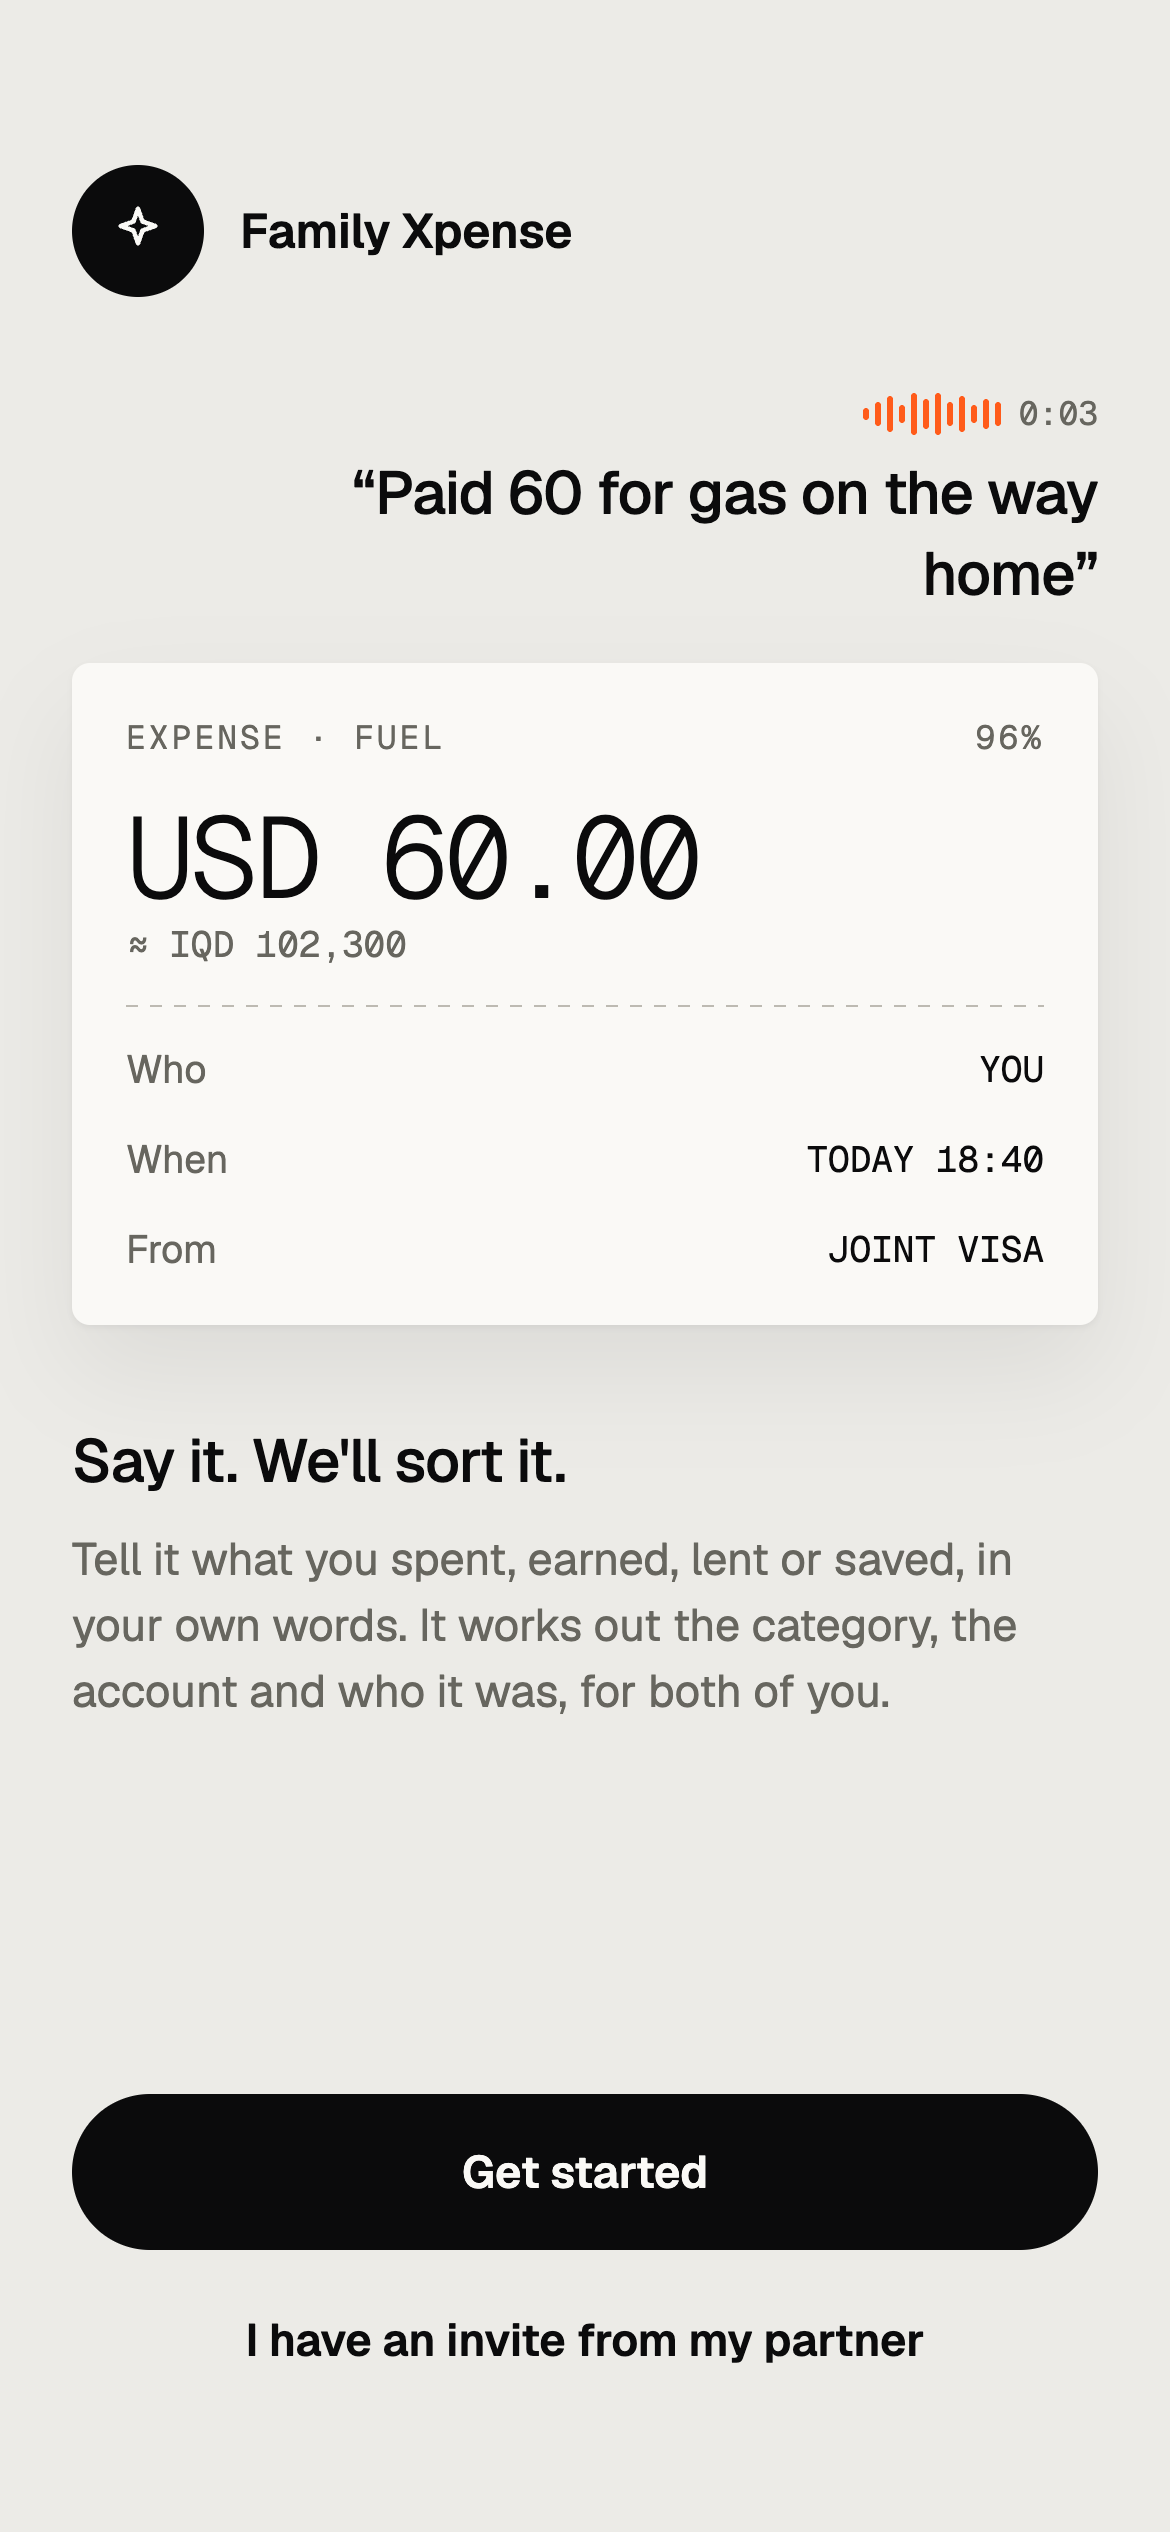 Family Xpense
0:03
“Paid 60 for gas on the way
home”
EXPENSE · FUEL 96%
USD 60.00
≈ IQD 102,300
Who YOU
When TODAY 18:40
From JOINT VISA
Say it. We'll sort it.
Tell it what you spent, earned, lent or saved, in
your own words. It works out the category, the
account and who it was, for both of you.
Get started
I have an invite from my partner